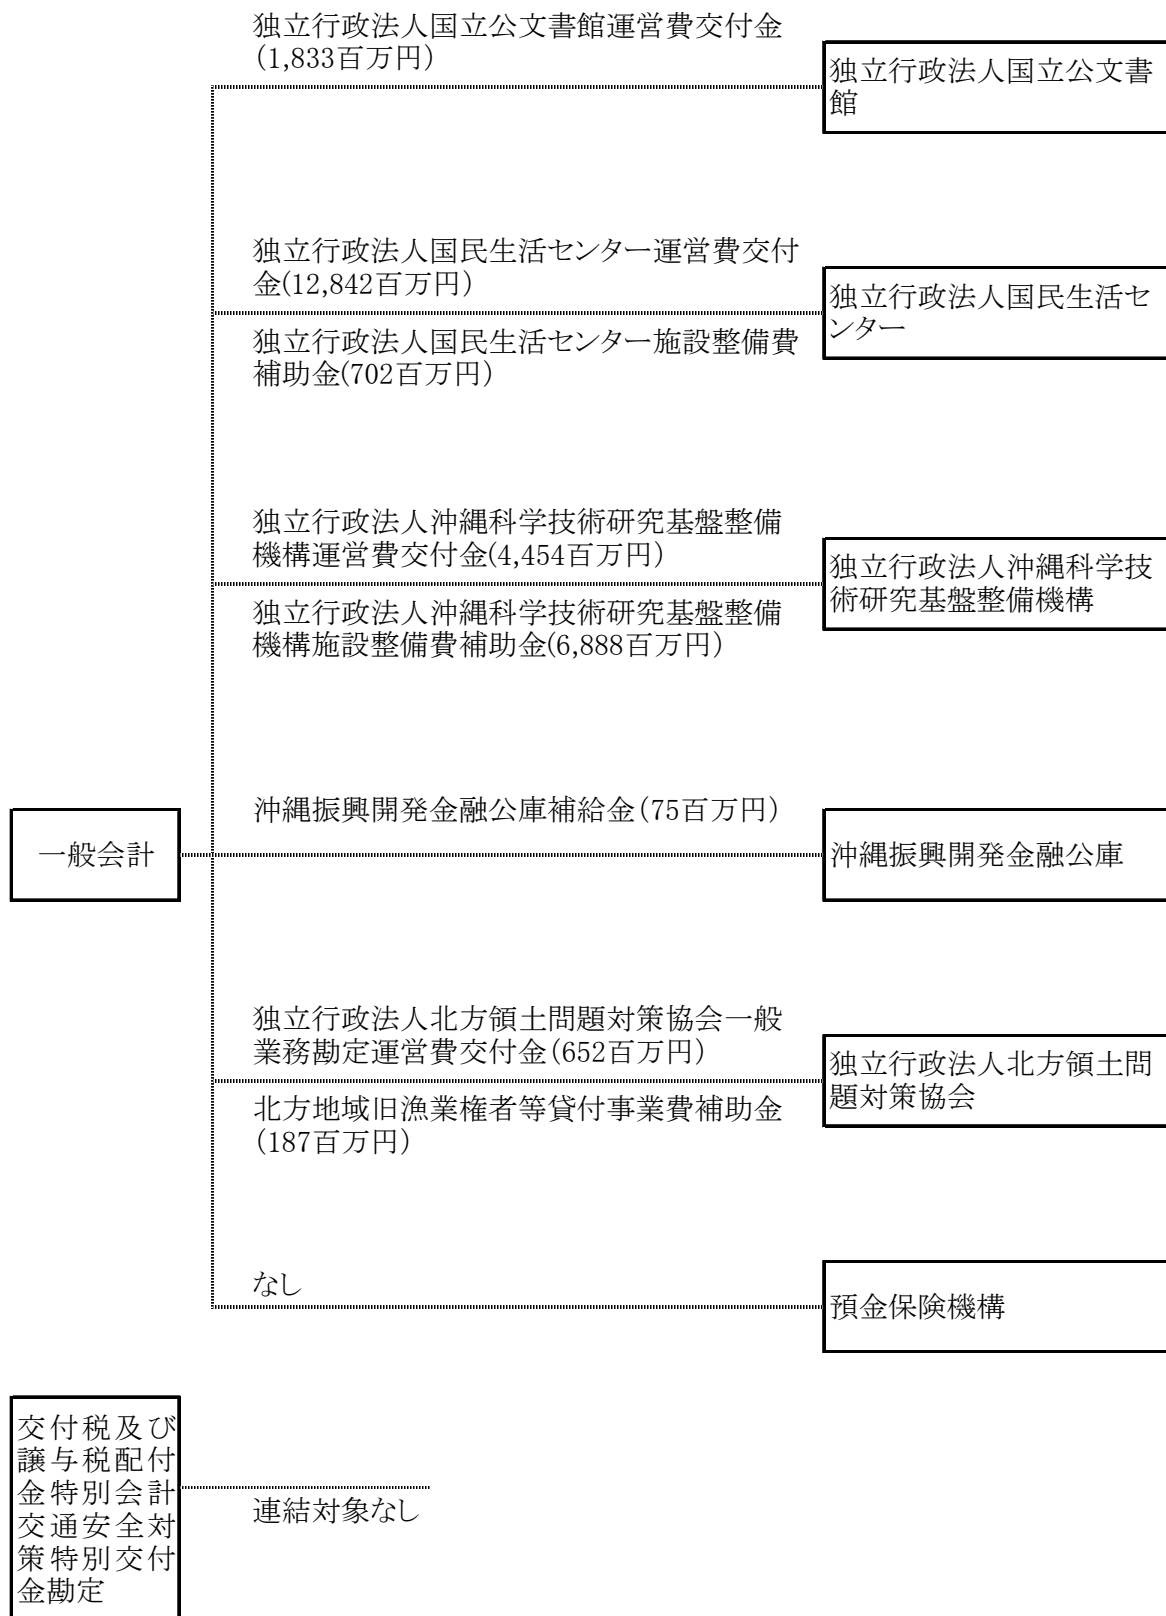 独立行政法人国立公文書館運営費交付金
(1,833百万円)
独立行政法人国立公文書
館
独立行政法人国民生活センター運営費交付
金(12,842百万円)
独立行政法人国民生活セ
ンター
独立行政法人国民生活センター施設整備費
補助金(702百万円)
独立行政法人沖縄科学技術研究基盤整備
機構運営費交付金(4,454百万円)
独立行政法人沖縄科学技
術研究基盤整備機構
独立行政法人沖縄科学技術研究基盤整備
機構施設整備費補助金(6,888百万円)
沖縄振興開発金融公庫補給金(75百万円)
一般会計
沖縄振興開発金融公庫
独立行政法人北方領土問題対策協会一般
業務勘定運営費交付金(652百万円)
独立行政法人北方領土問
題対策協会
北方地域旧漁業権者等貸付事業費補助金
(187百万円)
なし
預金保険機構
交付税及び
譲与税配付
金特別会計
交通安全対
策特別交付
金勘定
連結対象なし